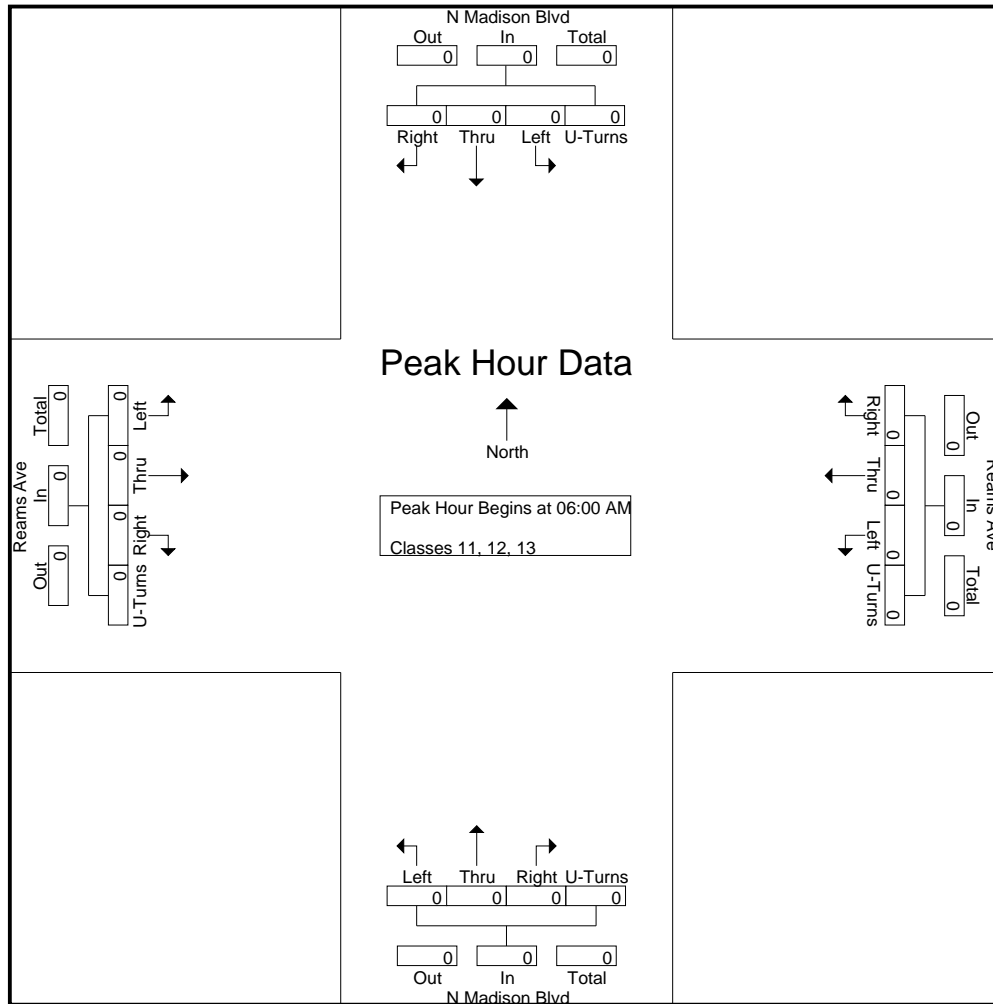 N Madison Blvd
Out In Total
0 0 0
0 0 0 0
Right Thru Left U-Turns
Peak Hour Data
North
Peak Hour Begins at 06:00 AM
Classes 11, 12, 13
Reams Ave
Total In Out
0 0 0
0 0 0 0
Left Thru Right U-Turns
Reams Ave
Out In Total
0 0 0
0 0 0 0
Right Thru Left U-Turns
Left Thru Right U-Turns
0 0 0 0
0 0 0
Out In Total
N Madison Blvd